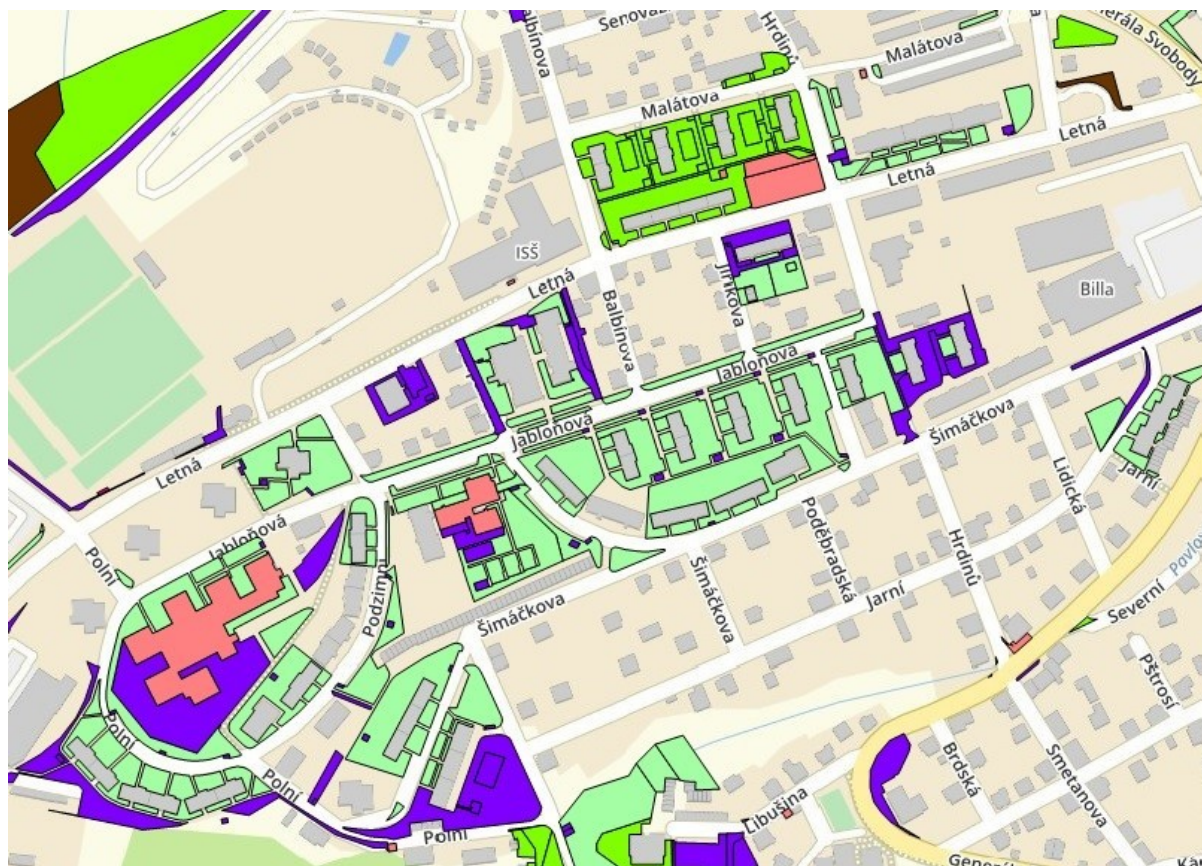 Balbínova
Hrdinů
Malátova
Malátova
Letná
Letná
ISŠ
Letná
Balbínova
Jiříkova
Billa
Jabloňová
Jabloňová
Šimáčkova
Letná
Lidická
Jarní
Jabloňová
Polní
Podzimní
Šimáčkova
Šimáčkova
Poděbradská
Jarní
Hrdinů
Severní
Pštrosí
Polní
Polní
Polní
Libušina
Brdská
Smetanova